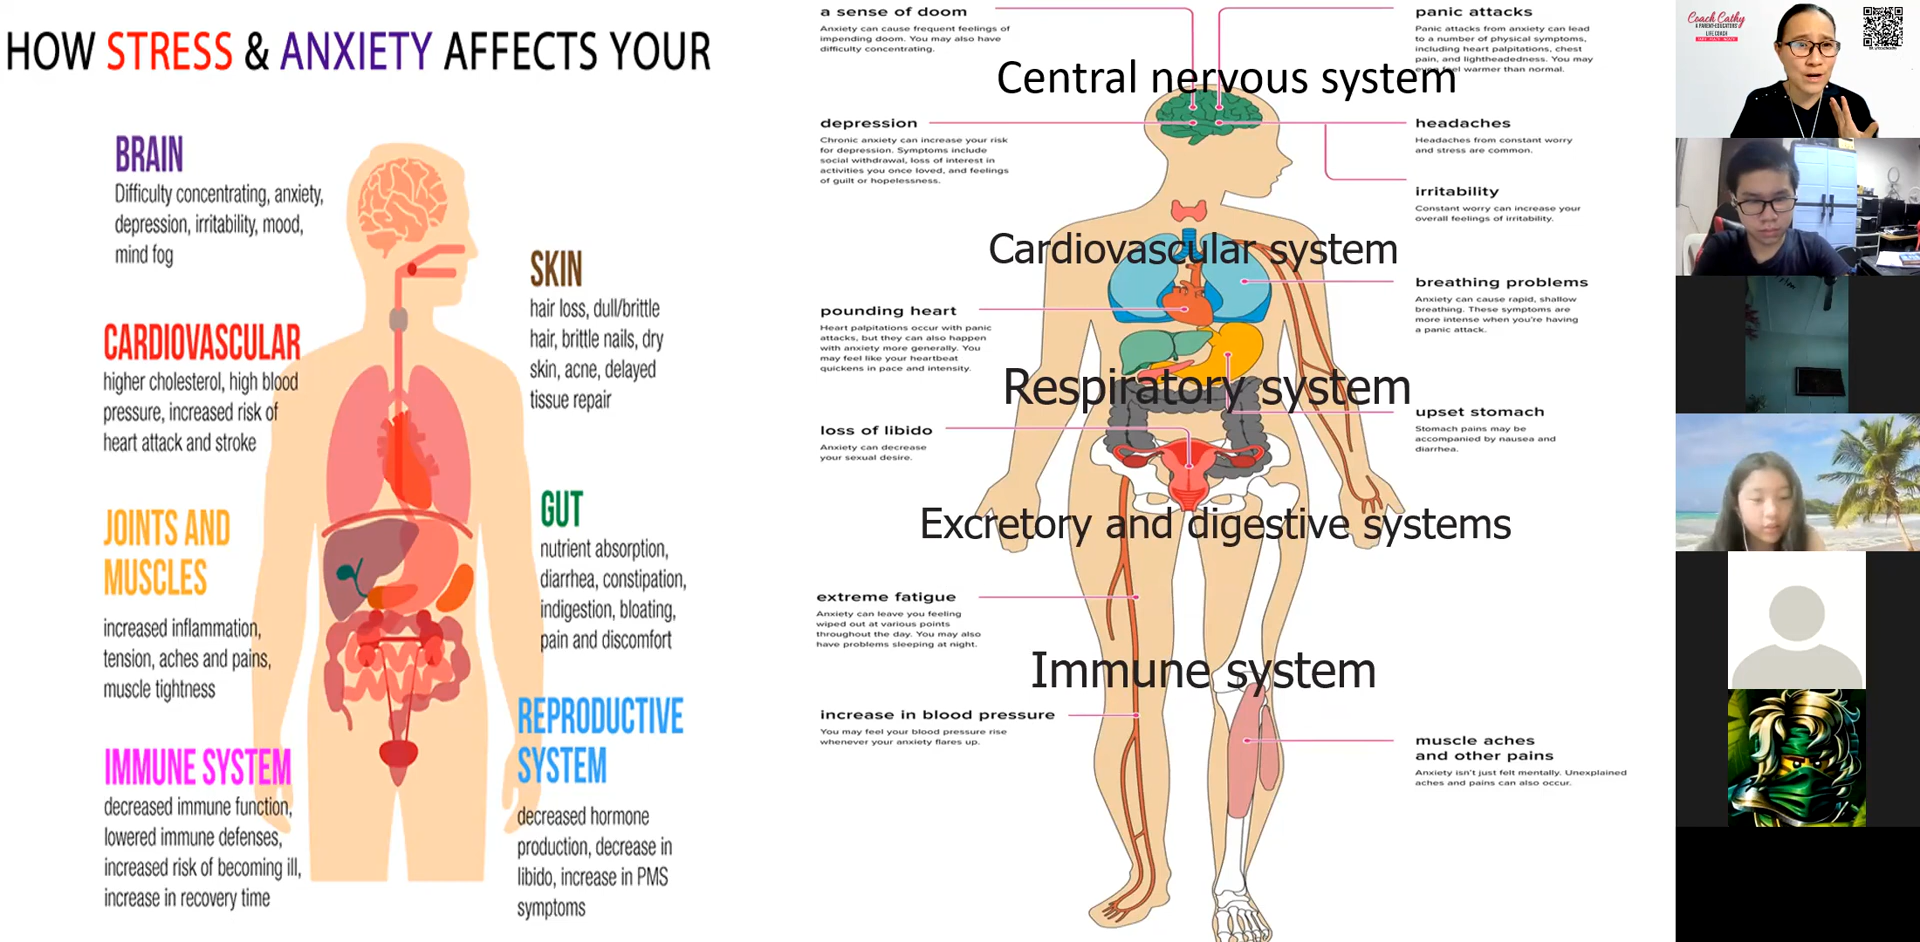 HOW STRESS & ANXIETY AFFECTS YOUR
BRAIN
Difficulty concentrating, anxiety,
depression, irritability, mood,
mind fog
CARDIOVASCULAR
higher cholesterol, high blood
pressure, increased risk of
heart attack and stroke
JOINTS AND
MUSCLES
increased inflammation,
tension, aches and pains,
muscle tightness
IMMUNE SYSTEM
decreased immune function,
lowered immune defenses,
increased risk of becoming ill,
increase in recovery time
SKIN
hair loss, dull/brittle
hair, brittle nails, dry
skin, acne, delayed
tissue repair
GUT
nutrient absorption,
diarrhea, constipation,
indigestion, bloating,
pain and discomfort
REPRODUCTIVE
SYSTEM
decreased hormone
production, decrease in
libido, increase in PMS
symptoms
a sense of doom
Anxiety can cause frequent feelings of
impending doom. You may also have
difficulty concentrating.
panic attacks
Panic attacks from anxiety can lead
to a number of physical symptoms,
including heart palpitations, chest
pain, and lightheadedness. You may
even feel warmer than normal.
Central nervous system
depression
Chronic anxiety can increase your risk
for depression. Symptoms include
social withdrawal, loss of interest in
activities you once loved, and feelings
of guilt or hopelessness.
headaches
Headaches from constant worry
and stress are common.
irritability
Constant worry can increase your
overall feelings of irritability.
Cardiovascular system
breathing problems
Anxiety can cause rapid, shallow
breathing. These symptoms are
more intense when you're having
a panic attack.
pounding heart
Heart palpitations occur with panic
attacks, but they can also happen
with anxiety more generally. You
may feel like your heartbeat
quickens in pace and intensity.
Respiratory system
upset stomach
Stomach pains may be
accompanied by nausea and
diarrhea.
loss of libido
Anxiety can decrease
your sexual desire.
Excretory and digestive systems
extreme fatigue
Anxiety can leave you feeling
wiped out at various points
throughout the day. You may also
have problems sleeping at night.
Immune system
increase in blood pressure
You may feel your blood pressure rise
whenever your anxiety flares up.
muscle aches
and other pains
Anxiety isn't just felt mentally. Unexplained
aches and pains can also occur.
Coach Cathy
A PARENT-EDUCATORS'
LIFE COACH